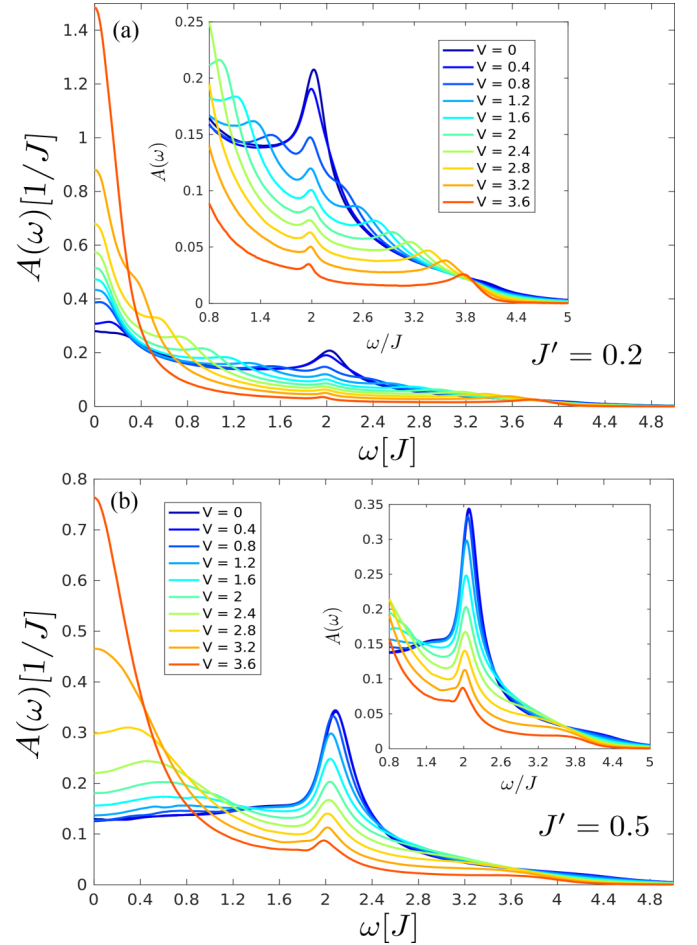 (a)
A(ω)[1/J]
1.4
1.2
1
0.8
0.6
0.4
0.2
0
0 0.4 0.8 1.2 1.6 2 2.4 2.8 3.2 3.6 4 4.4 4.8
ω[J]
J′ = 0.2
A(ω)
0.25
0.2
0.15
0.1
0.05
0
0.8 1.4 2 2.6 3.2 3.8 4.4 5
ω/J
V = 0
V = 0.4
V = 0.8
V = 1.2
V = 1.6
V = 2
V = 2.4
V = 2.8
V = 3.2
V = 3.6
(b)
A(ω)[1/J]
0.8
0.7
0.6
0.5
0.4
0.3
0.2
0.1
0
0 0.4 0.8 1.2 1.6 2 2.4 2.8 3.2 3.6 4 4.4 4.8
ω[J]
J′ = 0.5
V = 0
V = 0.4
V = 0.8
V = 1.2
V = 1.6
V = 2
V = 2.4
V = 2.8
V = 3.2
V = 3.6
A(ω)
0.35
0.3
0.25
0.2
0.15
0.1
0.05
0
0.8 1.4 2 2.6 3.2 3.8 4.4 5
ω/J